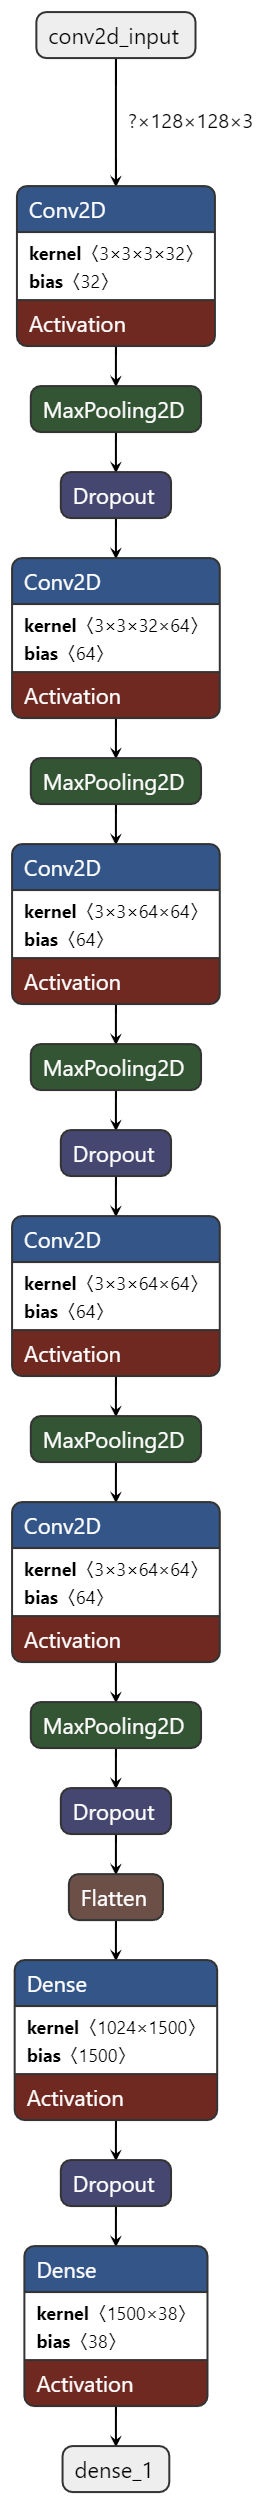 conv2d_input
?×128×128×3
Conv2D
kernel 〈3×3×3×32〉
bias 〈32〉
Activation
MaxPooling2D
Dropout
Conv2D
kernel 〈3×3×32×64〉
bias 〈64〉
Activation
MaxPooling2D
Conv2D
kernel 〈3×3×64×64〉
bias 〈64〉
Activation
MaxPooling2D
Dropout
Conv2D
kernel 〈3×3×64×64〉
bias 〈64〉
Activation
MaxPooling2D
Conv2D
kernel 〈3×3×64×64〉
bias 〈64〉
Activation
MaxPooling2D
Dropout
Flatten
Dense
kernel 〈1024×1500〉
bias 〈1500〉
Activation
Dropout
Dense
kernel 〈1500×38〉
bias 〈38〉
Activation
dense_1